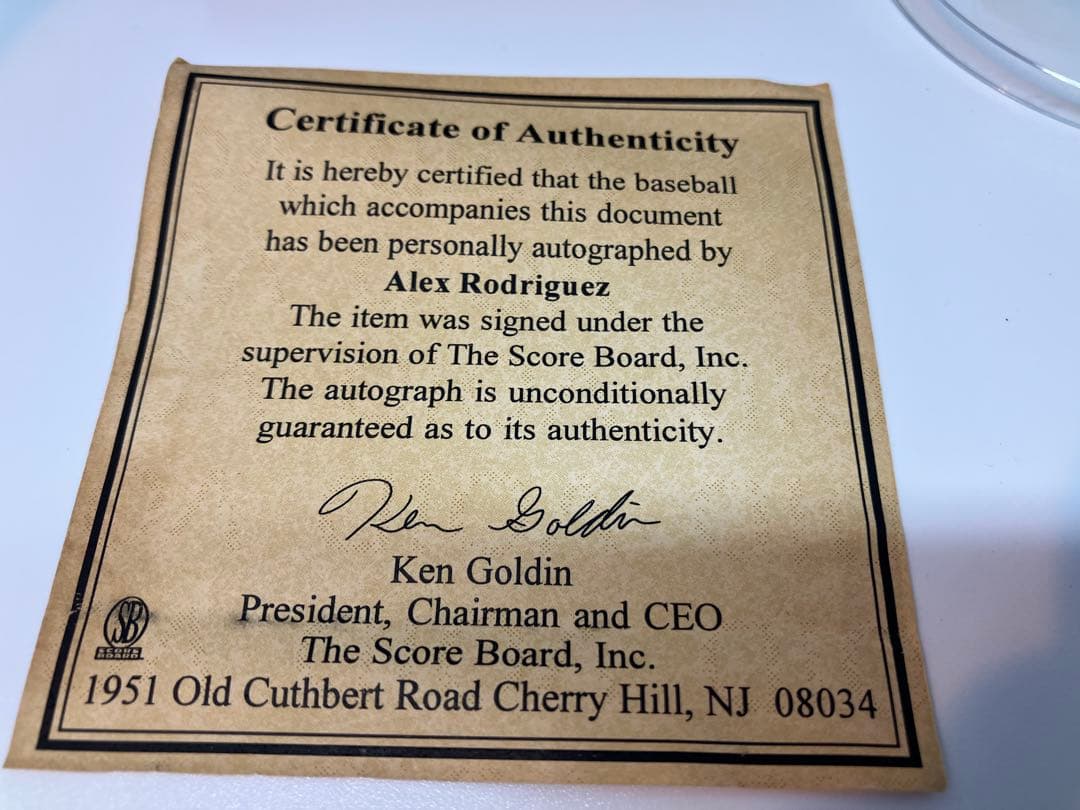 Certificate of Authenticity
It is hereby certified that the baseball
which accompanies this document
has been personally autographed by
Alex Rodriguez
The item was signed under the
supervision of The Score Board, Inc.
The autograph is unconditionally
guaranteed as to its authenticity.
Ken Goldin
Ken Goldin
President, Chairman and CEO
SB
SCORE
BOARD
The Score Board, Inc.
1951 Old Cuthbert Road Cherry Hill, NJ 08034